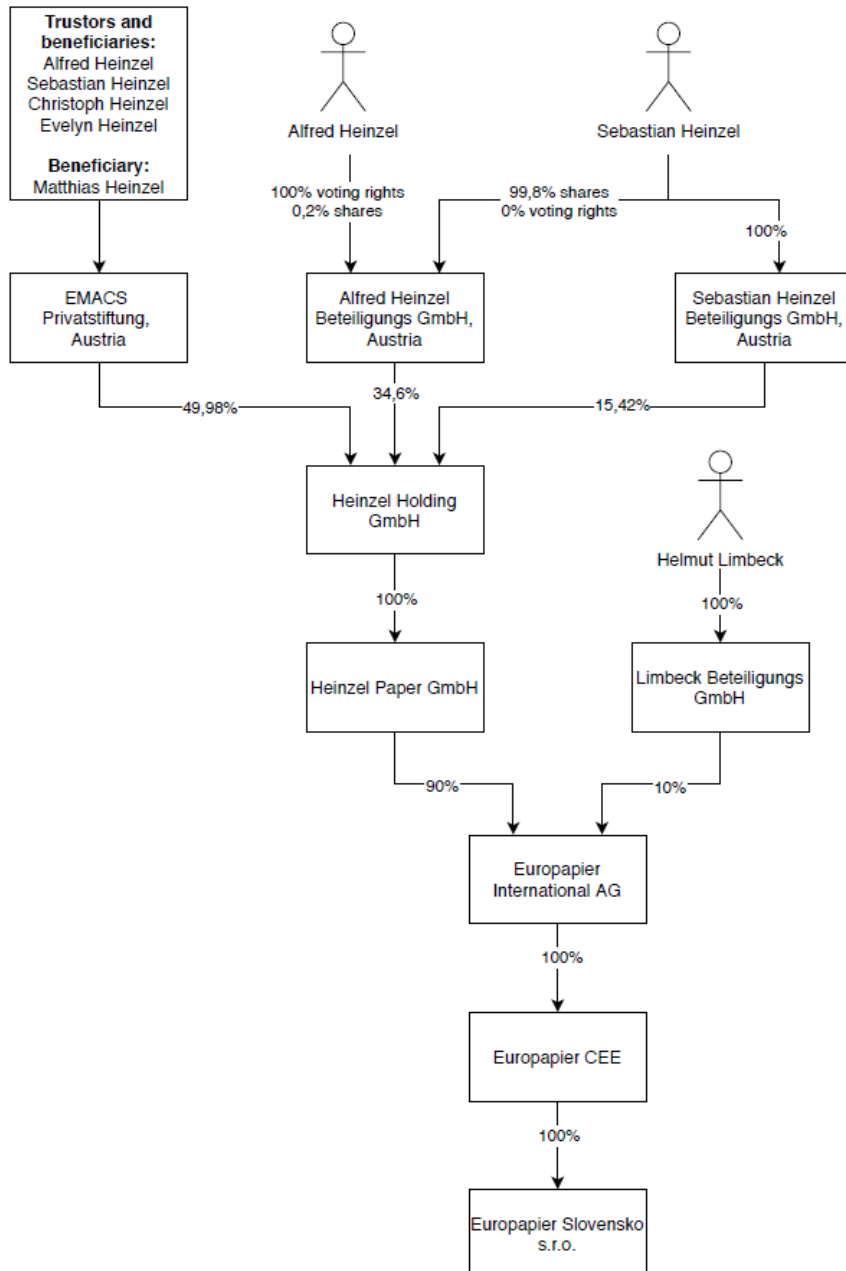 Trustors and
beneficiaries:
Alfred Heinzel
Sebastian Heinzel
Christoph Heinzel
Evelyn Heinzel
Beneficiary:
Matthias Heinzel
Alfred Heinzel
Sebastian Heinzel
100% voting rights
0,2% shares
99,8% shares
0% voting rights
100%
EMACS
Privatstiftung,
Austria
Alfred Heinzel
Beteiligungs GmbH,
Austria
Sebastian Heinzel
Beteiligungs GmbH,
Austria
49,98%
34,6%
15,42%
Heinzel Holding
GmbH
Helmut Limbeck
100%
100%
Heinzel Paper GmbH
Limbeck Beteiligungs
GmbH
90%
10%
Europapier
International AG
100%
Europapier CEE
100%
Europapier Slovensko
s.r.o.